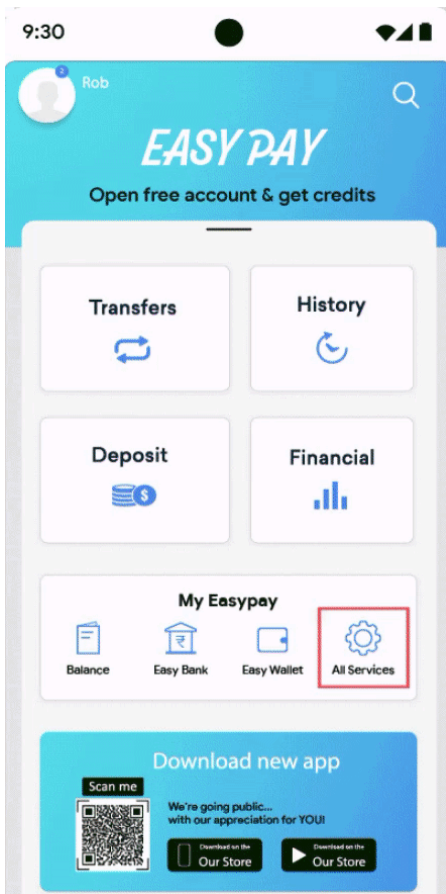 9:30
2
Rob
EASY PAY
Open free account & get credits
Transfers
History
Deposit
$
Financial
My Easypay
₹
Balance
Easy Bank
Easy Wallet
All Services
Download new app
Scan me
We're going public...
with our appreciation for YOU!
Download on the
Our Store
Download on the
Our Store